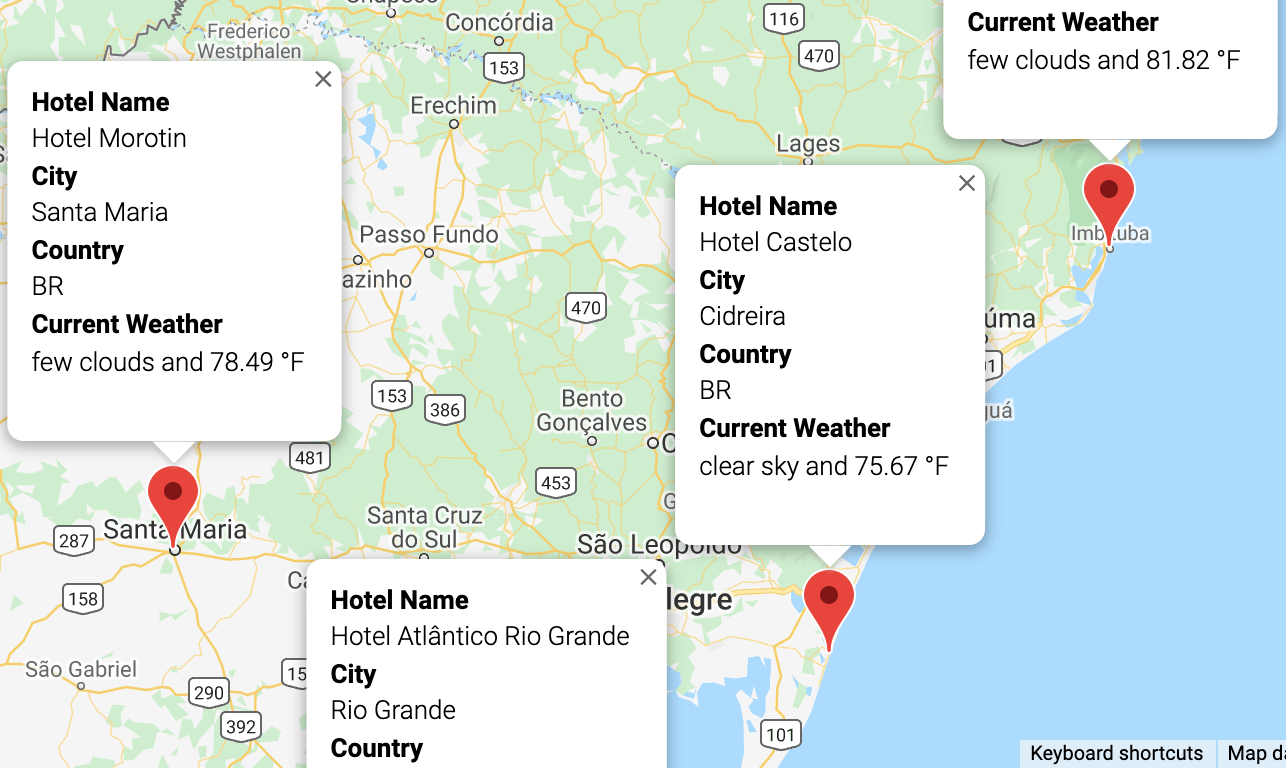 Concórdia
116
Current Weather
few clouds and 81.82 °F
Frederico
Westphalen
153
470
Hotel Name
Hotel Morotin
City
Santa Maria
Country
BR
Current Weather
few clouds and 78.49 °F
Erechim
Lages
Passo Fundo
azinho
470
Hotel Name
Hotel Castelo
City
Cidreira
Country
BR
Current Weather
clear sky and 75.67 °F
Imbituba
úma
guá
153
386
Bento
Gonçalves
481
453
Santa Maria
287
Santa Cruz
do Sul
São Leopoldo
legre
158
Hotel Name
Hotel Atlântico Rio Grande
City
Rio Grande
Country
São Gabriel
290
392
101
Keyboard shortcuts
Map da